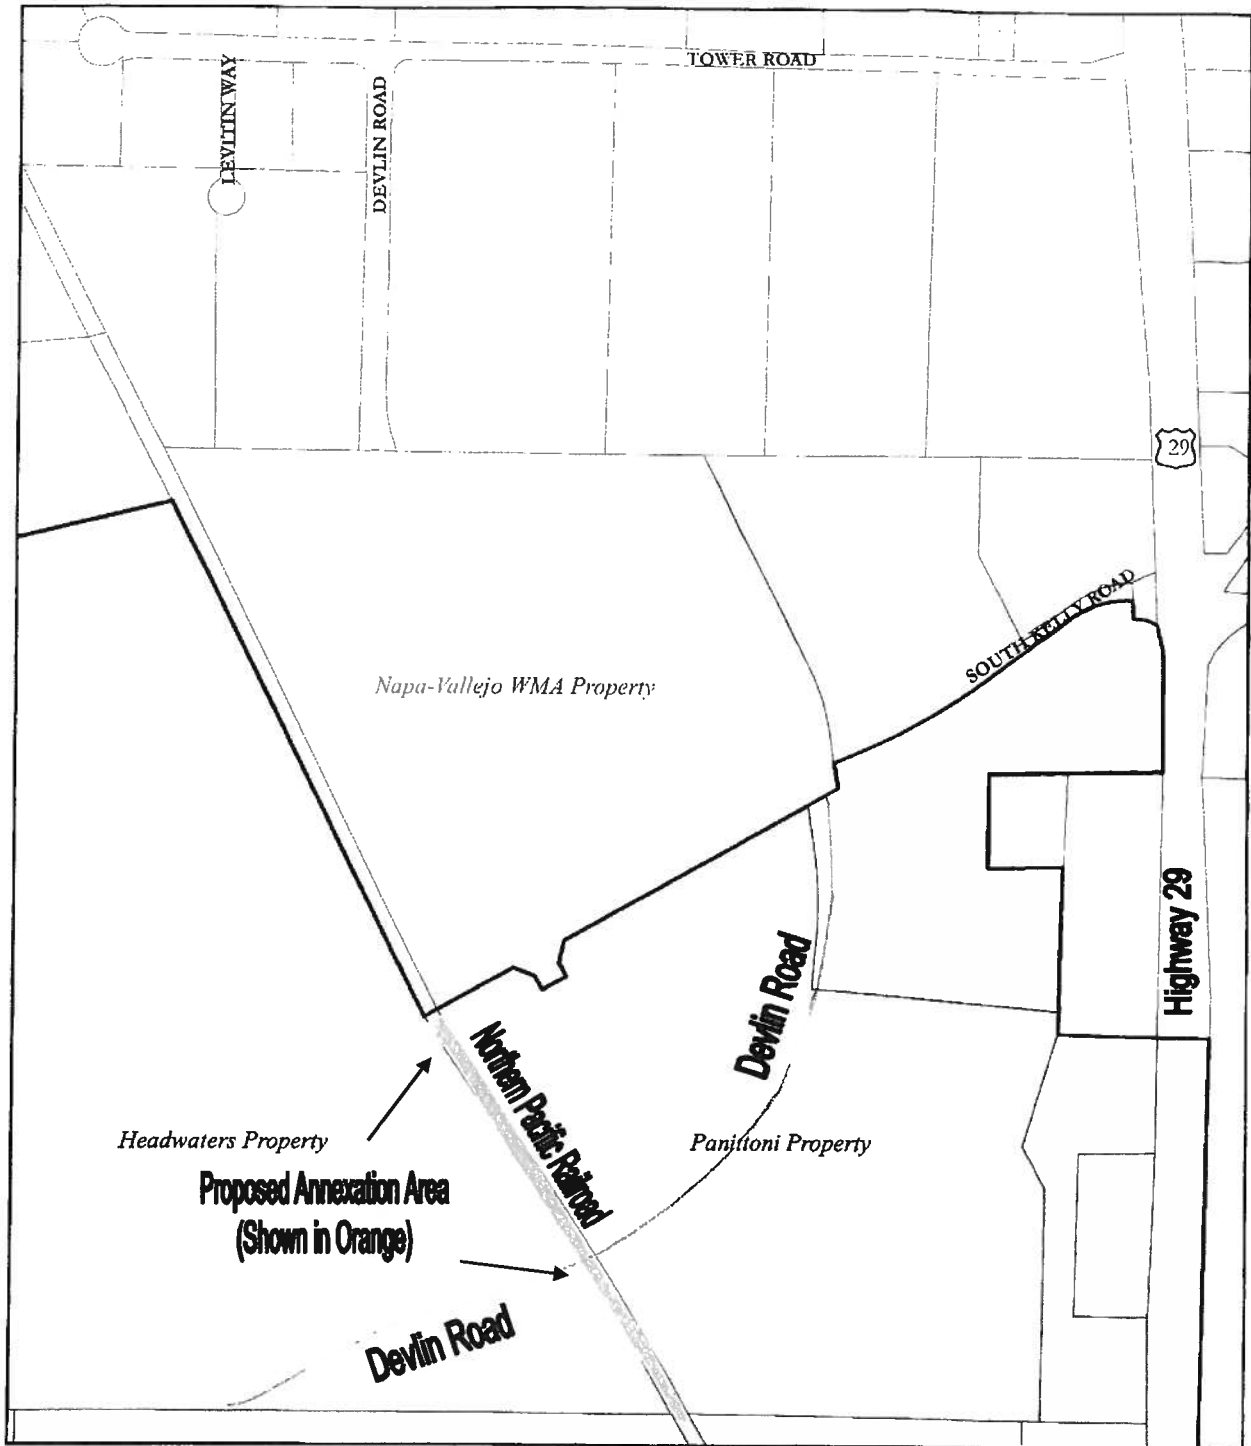 TOWER ROAD
LEVITIN WAY
DEVLIN ROAD
29
SOUTH KELLY ROAD
Napa-Vallejo WMA Property
Highway 29
Devlin Road
Northern Pacific Railroad
Headwaters Property
Panittoni Property
Proposed Annexation Area
(Shown in Orange)
Devlin Road